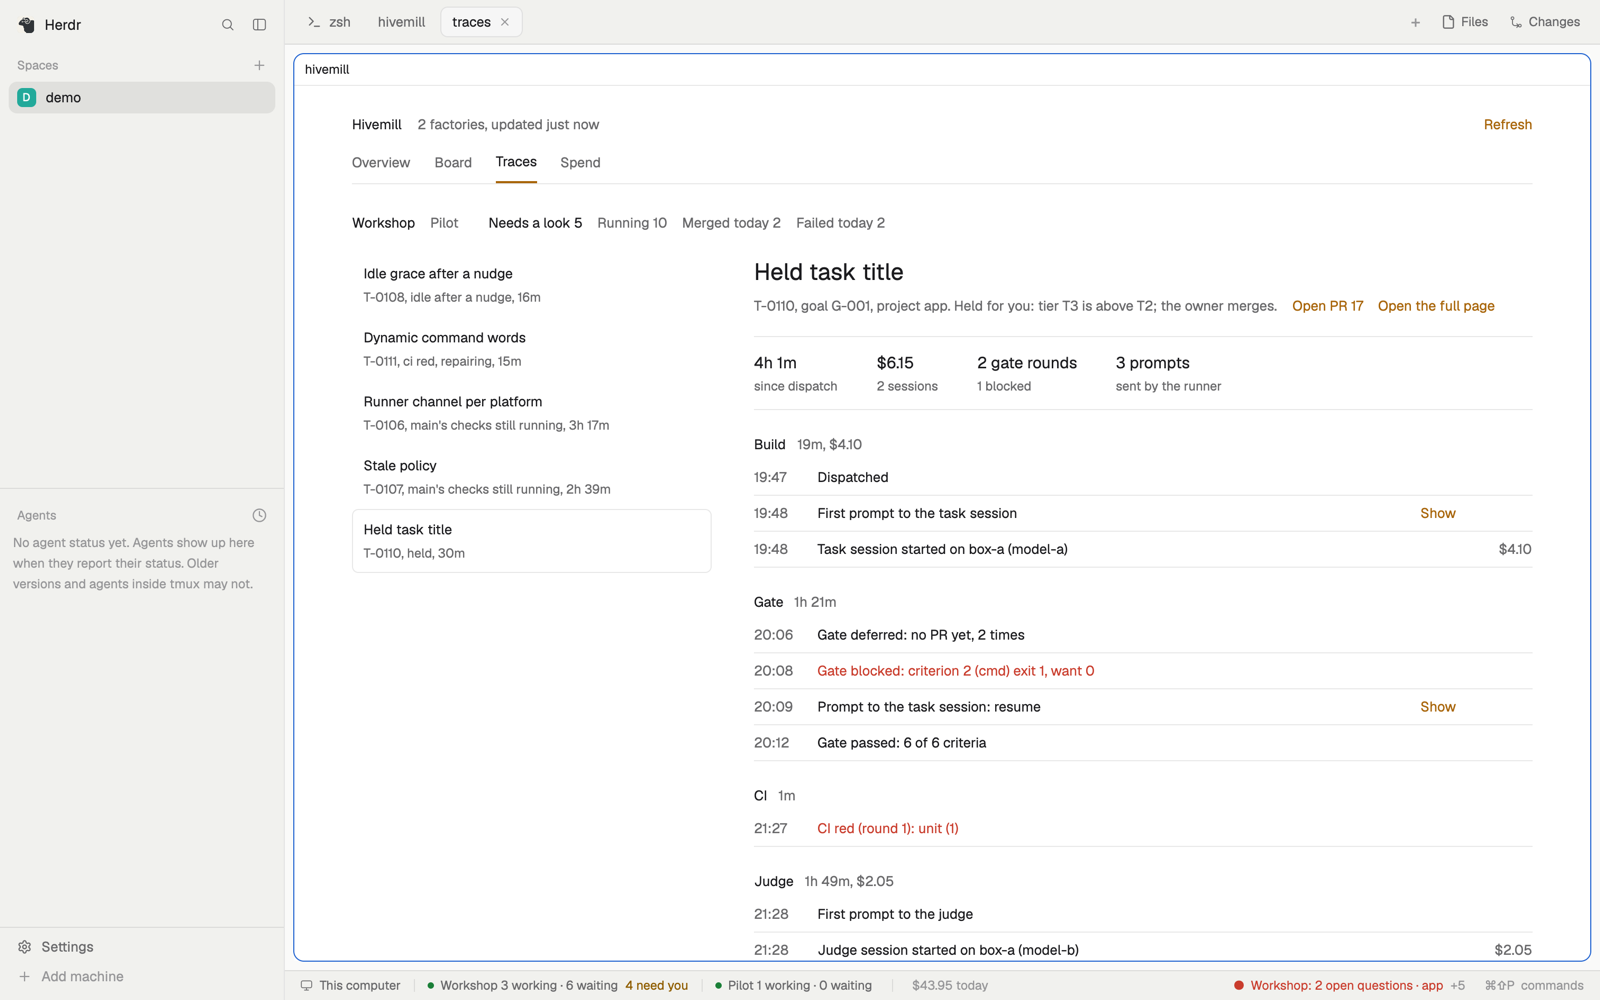 Herdr
Spaces
D demo
Agents
No agent status yet. Agents show up here
when they report their status. Older
versions and agents inside tmux may not.
Settings
Add machine
zsh hivemill traces Files Changes
hivemill
Hivemill 2 factories, updated just now Refresh
Overview Board Traces Spend
Workshop Pilot Needs a look 5 Running 10 Merged today 2 Failed today 2
Idle grace after a nudge
T-0108, idle after a nudge, 16m
Dynamic command words
T-0111, ci red, repairing, 15m
Runner channel per platform
T-0106, main's checks still running, 3h 17m
Stale policy
T-0107, main's checks still running, 2h 39m
Held task title
T-0110, held, 30m
Held task title
T-0110, goal G-001, project app. Held for you: tier T3 is above T2; the owner merges. Open PR 17 Open the full page
4h 1m $6.15 2 gate rounds 3 prompts
since dispatch 2 sessions 1 blocked sent by the runner
Build 19m, $4.10
19:47 Dispatched
19:48 First prompt to the task session Show
19:48 Task session started on box-a (model-a) $4.10
Gate 1h 21m
20:06 Gate deferred: no PR yet, 2 times
20:08 Gate blocked: criterion 2 (cmd) exit 1, want 0
20:09 Prompt to the task session: resume Show
20:12 Gate passed: 6 of 6 criteria
CI 1m
21:27 CI red (round 1): unit (1)
Judge 1h 49m, $2.05
21:28 First prompt to the judge
21:28 Judge session started on box-a (model-b) $2.05
This computer Workshop 3 working · 6 waiting 4 need you Pilot 1 working · 0 waiting $43.95 today Workshop: 2 open questions · app +5 ⌘⇧P commands